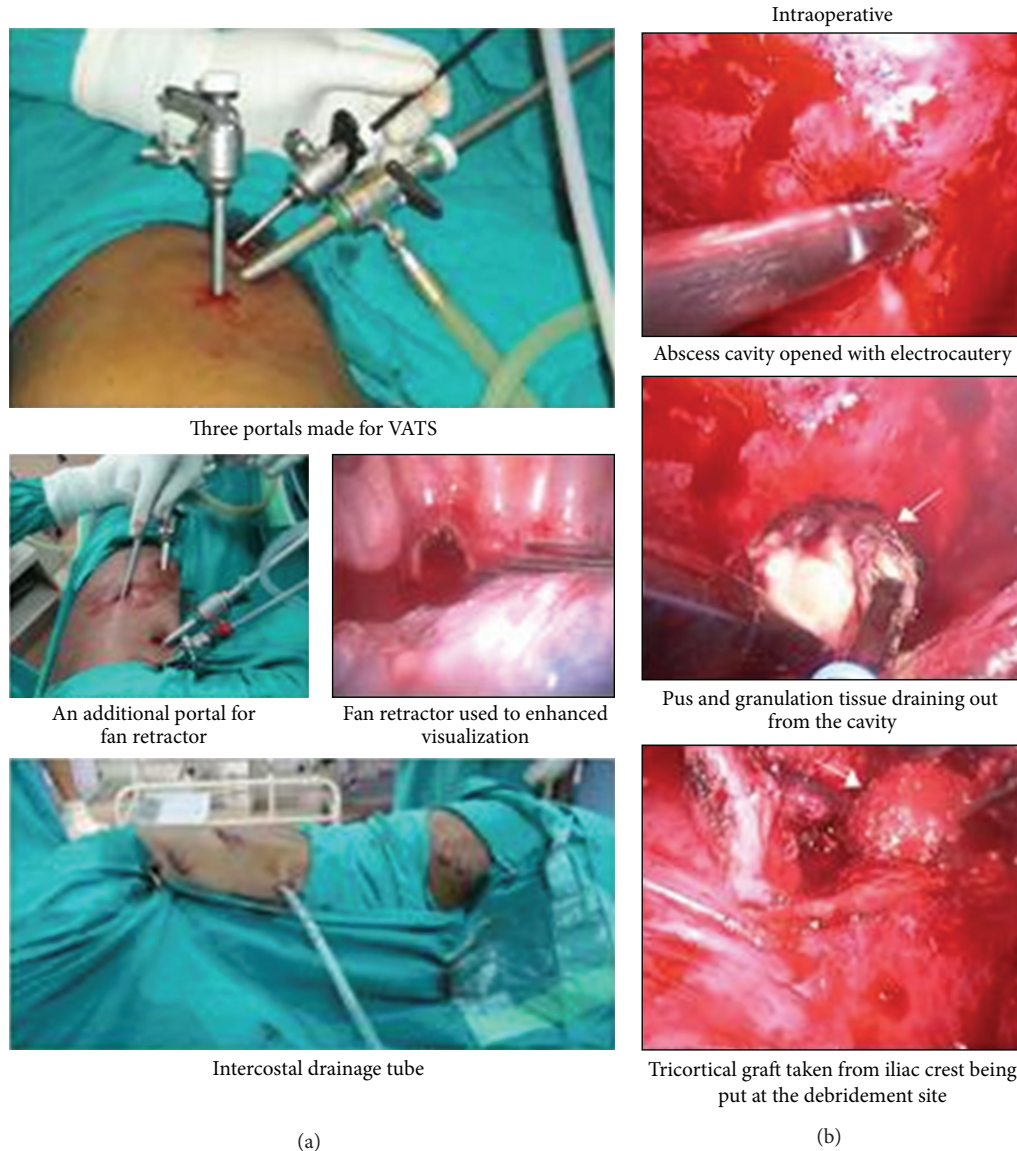 Three portals made for VATS
An additional portal for
fan retractor
Fan retractor used to enhanced
visualization
Intercostal drainage tube
(a)
Intraoperative
Abscess cavity opened with electrocautery
Pus and granulation tissue draining out
from the cavity
Tricortical graft taken from iliac crest being
put at the debridement site
(b)